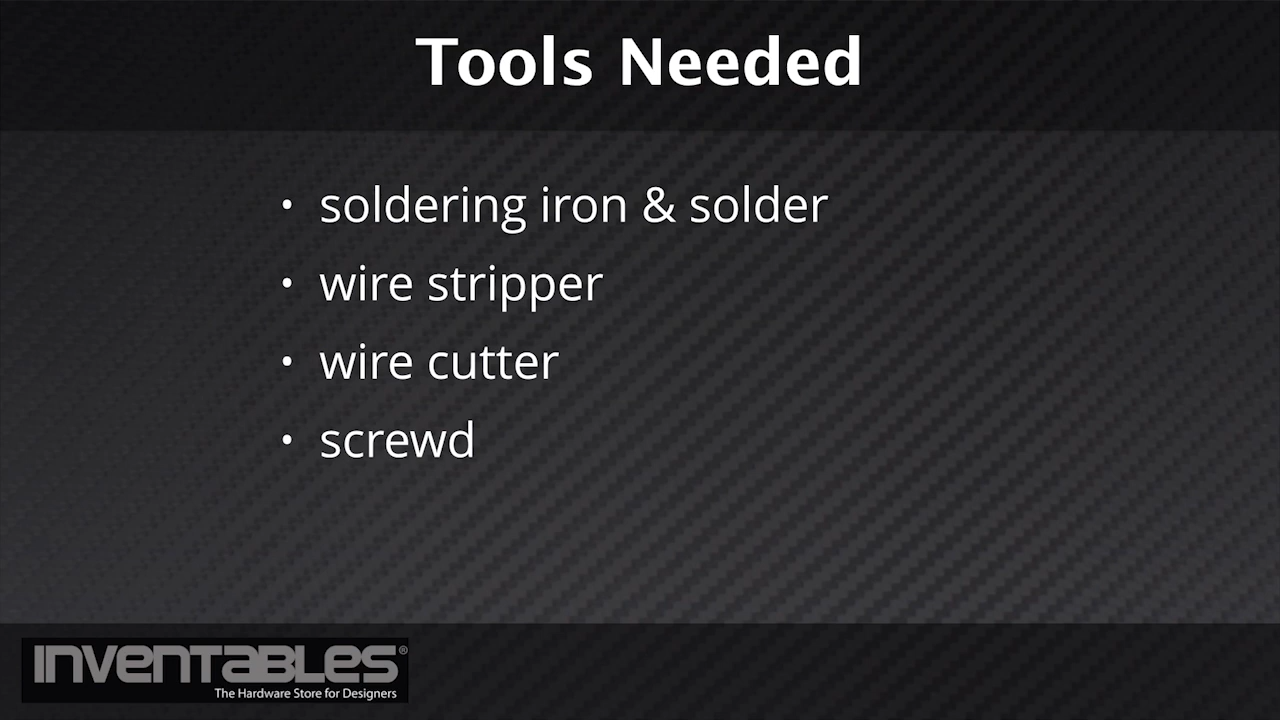 Tools Needed
• soldering iron & solder
• wire stripper
• wire cutter
• screwd
INVENTABLES®
The Hardware Store for Designers